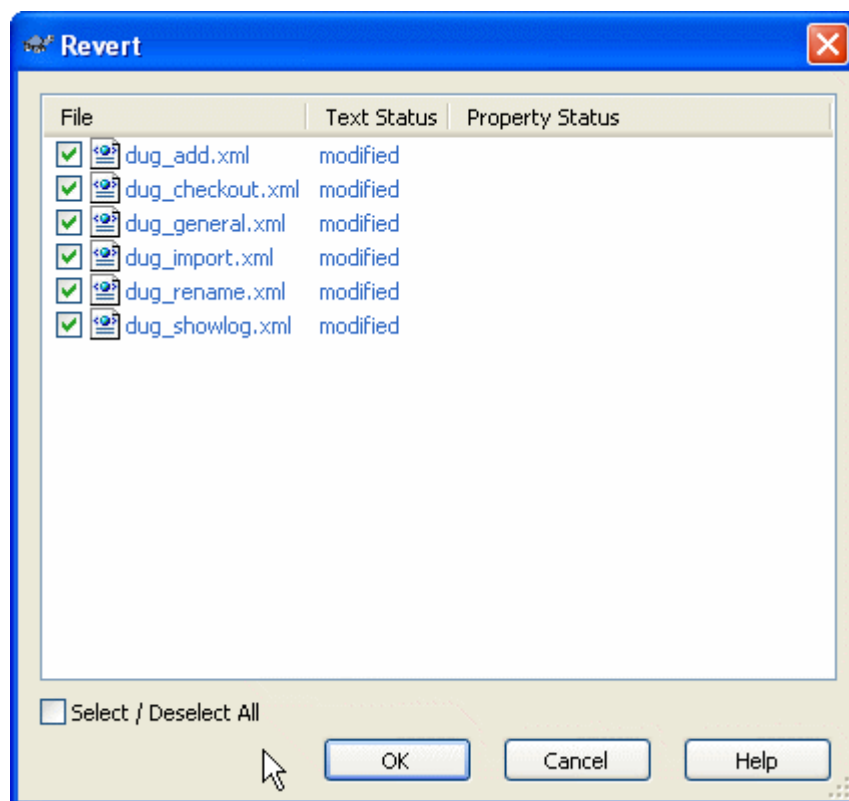 Revert
File Text Status Property Status
dug_add.xml modified
dug_checkout.xml modified
dug_general.xml modified
dug_import.xml modified
dug_rename.xml modified
dug_showlog.xml modified
Select / Deselect All
OK Cancel Help